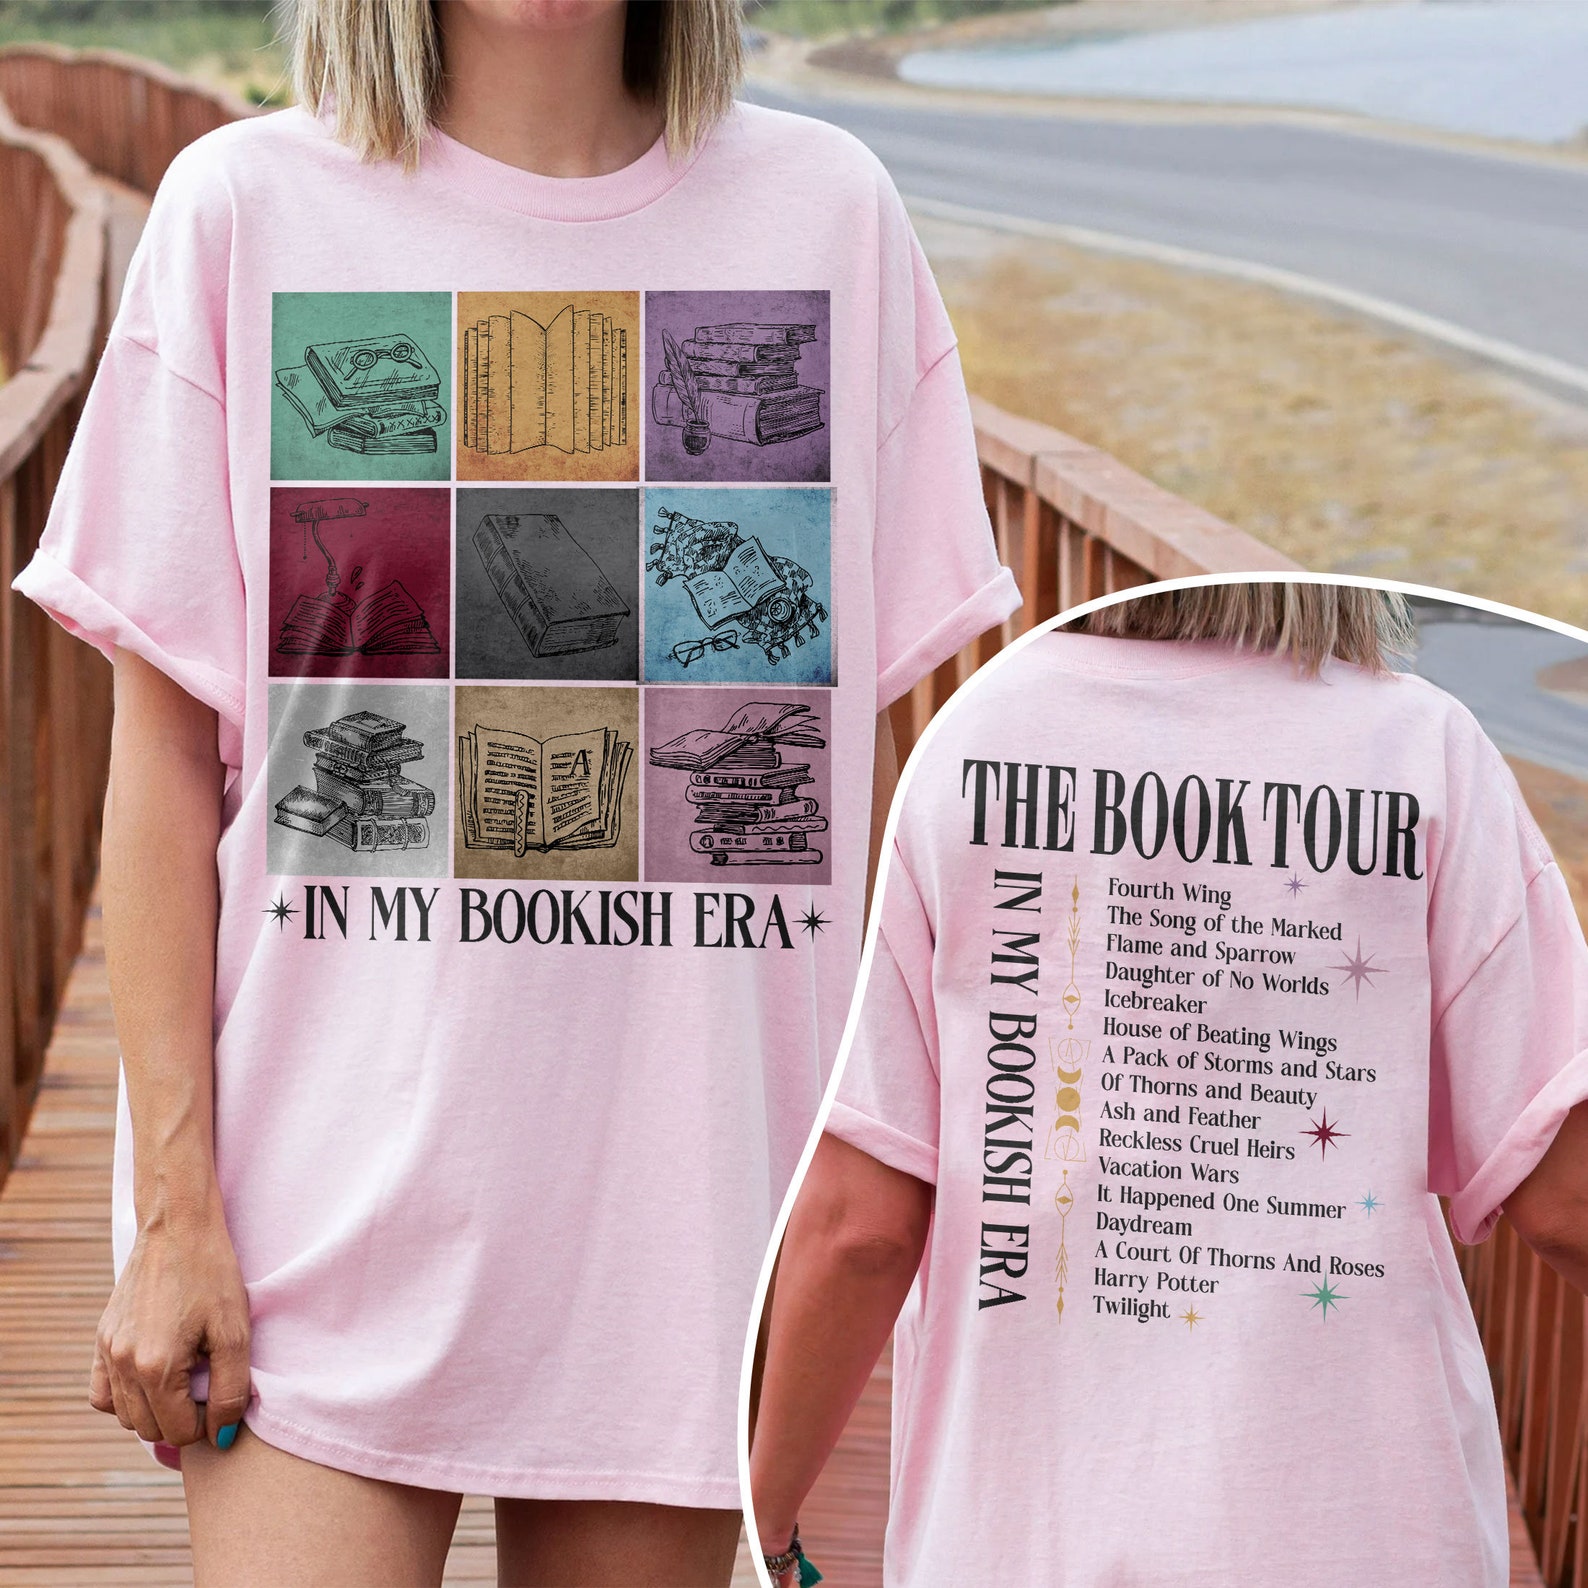 IN MY BOOKISH ERA
A
THE BOOK TOUR
IN MY BOOKISH ERA
Fourth Wing
The Song of the Marked
Flame and Sparrow
Daughter of No Worlds
Icebreaker
House of Beating Wings
A Pack of Storms and Stars
Of Thorns and Beauty
Ash and Feather
Reckless Cruel Heirs
Vacation Wars
It Happened One Summer
Daydream
A Court Of Thorns And Roses
Harry Potter
Twilight